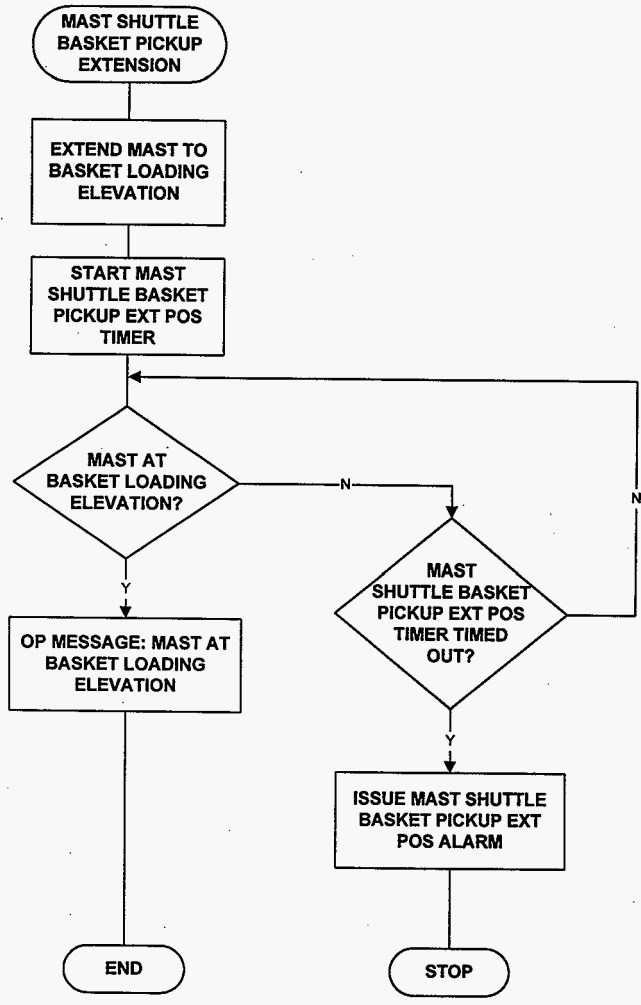 MAST SHUTTLE
BASKET PICKUP
EXTENSION
EXTEND MAST TO
BASKET LOADING
ELEVATION
START MAST
SHUTTLE BASKET
PICKUP EXT POS
TIMER
MAST AT
BASKET LOADING
ELEVATION?
N
N
MAST
SHUTTLE BASKET
PICKUP EXT POS
TIMER TIMED
OUT?
Y
OP MESSAGE: MAST AT
BASKET LOADING
ELEVATION
Y
ISSUE MAST SHUTTLE
BASKET PICKUP EXT
POS ALARM
END
STOP